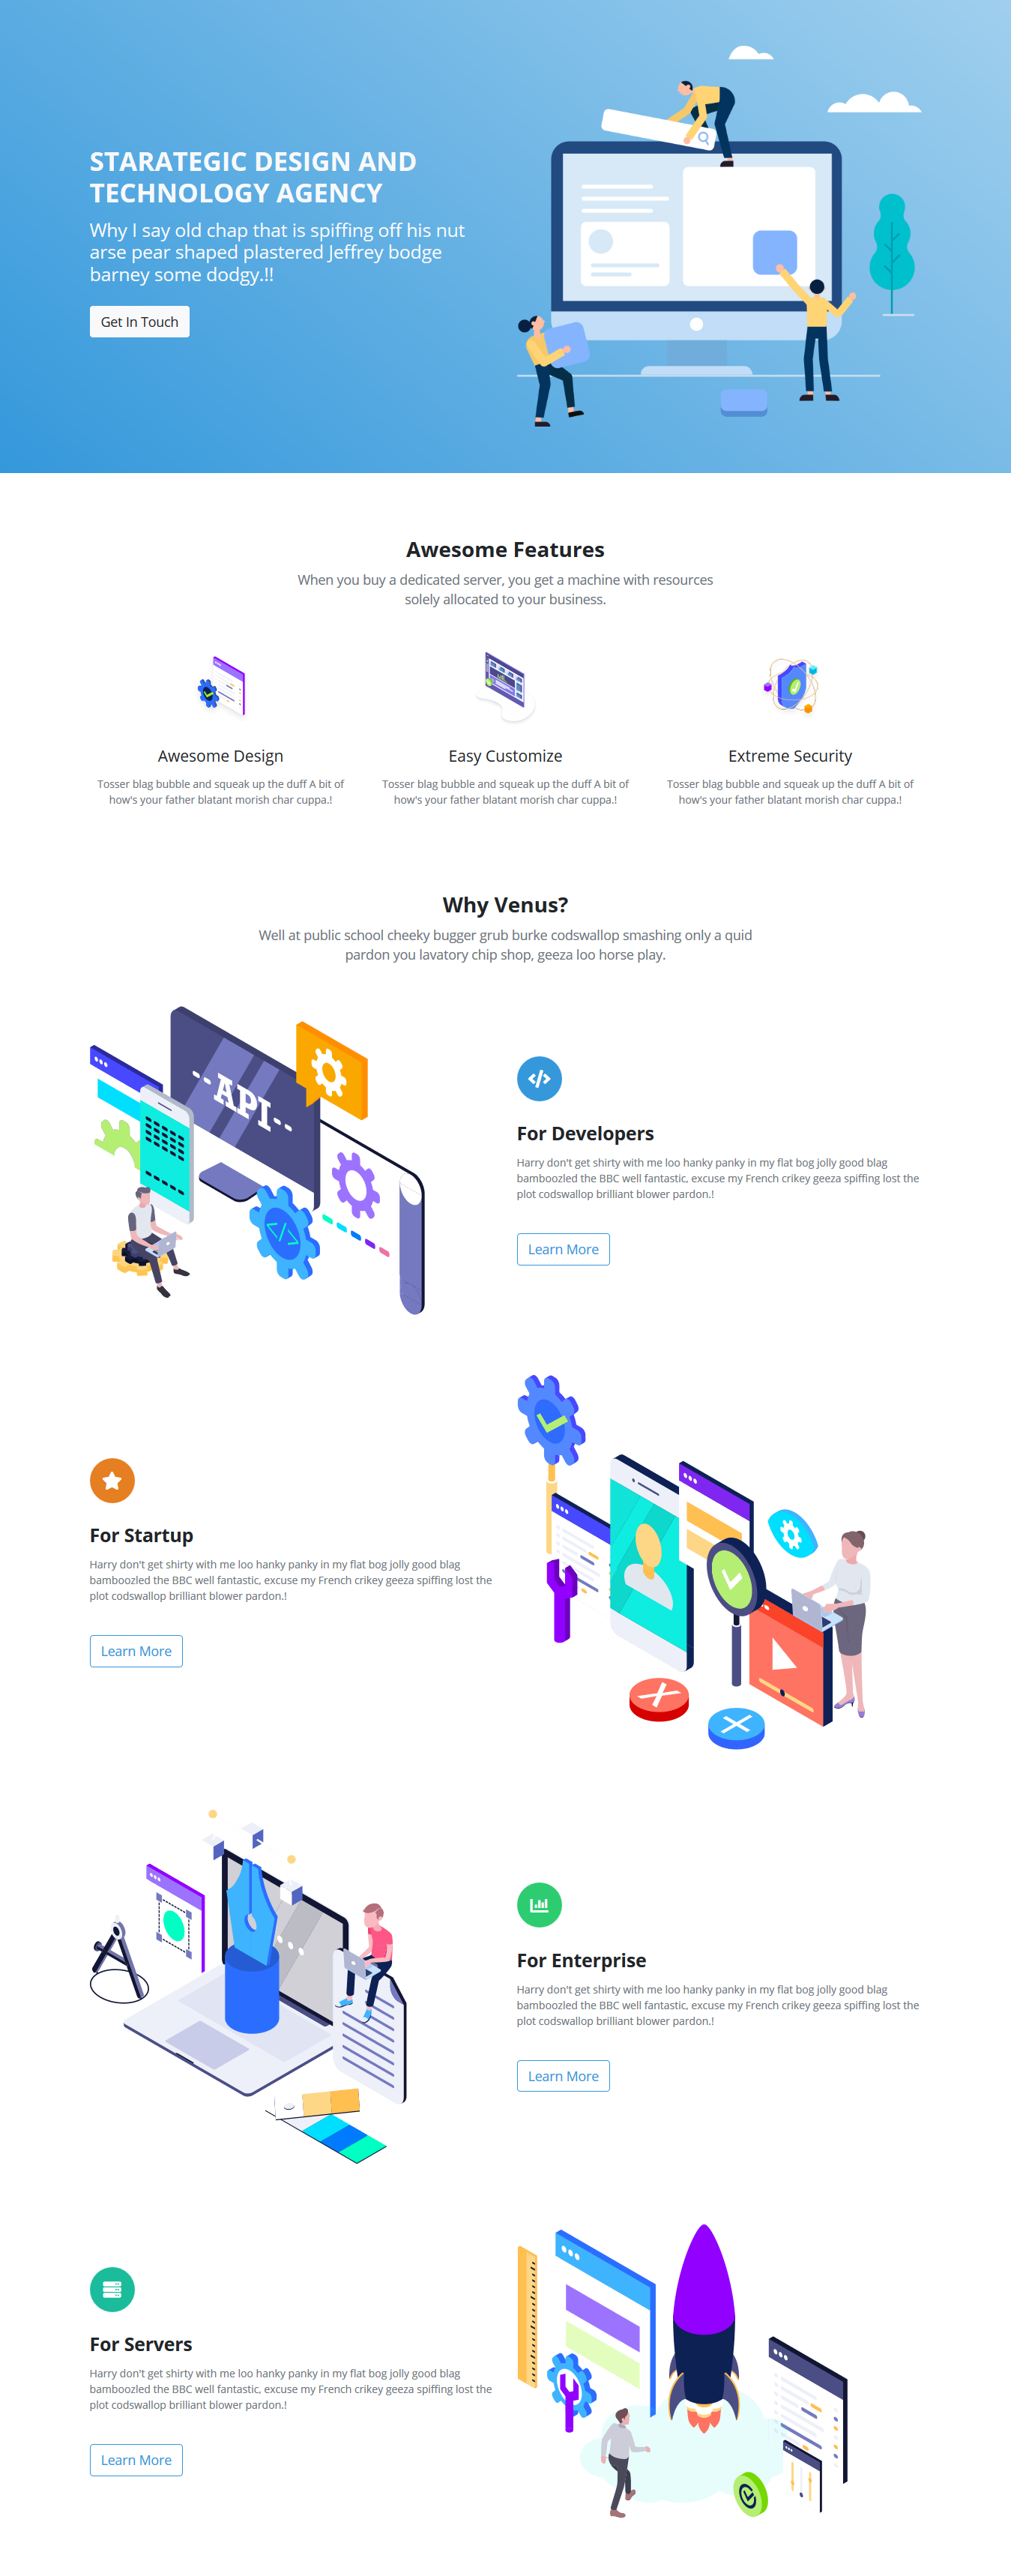 STARATEGIC DESIGN AND
TECHNOLOGY AGENCY
Why I say old chap that is spiffing off his nut
arse pear shaped plastered Jeffrey bodge
barney some dodgy.!!
Get In Touch
Awesome Features
When you buy a dedicated server, you get a machine with resources
solely allocated to your business.
Awesome Design
Tosser blag bubble and squeak up the duff A bit of
how's your father blatant morish char cuppa.!
Easy Customize
Tosser blag bubble and squeak up the duff A bit of
how's your father blatant morish char cuppa.!
Extreme Security
Tosser blag bubble and squeak up the duff A bit of
how's your father blatant morish char cuppa.!
Why Venus?
Well at public school cheeky bugger grub burke codswallop smashing only a quid
pardon you lavatory chip shop, geeza loo horse play.
API
</>
For Developers
Harry don't get shirty with me loo hanky panky in my flat bog jolly good blag
bamboozled the BBC well fantastic, excuse my French crikey geeza spiffing lost the
plot codswallop brilliant blower pardon.!
Learn More
For Startup
Harry don't get shirty with me loo hanky panky in my flat bog jolly good blag
bamboozled the BBC well fantastic, excuse my French crikey geeza spiffing lost the
plot codswallop brilliant blower pardon.!
Learn More
For Enterprise
Harry don't get shirty with me loo hanky panky in my flat bog jolly good blag
bamboozled the BBC well fantastic, excuse my French crikey geeza spiffing lost the
plot codswallop brilliant blower pardon.!
Learn More
For Servers
Harry don't get shirty with me loo hanky panky in my flat bog jolly good blag
bamboozled the BBC well fantastic, excuse my French crikey geeza spiffing lost the
plot codswallop brilliant blower pardon.!
Learn More